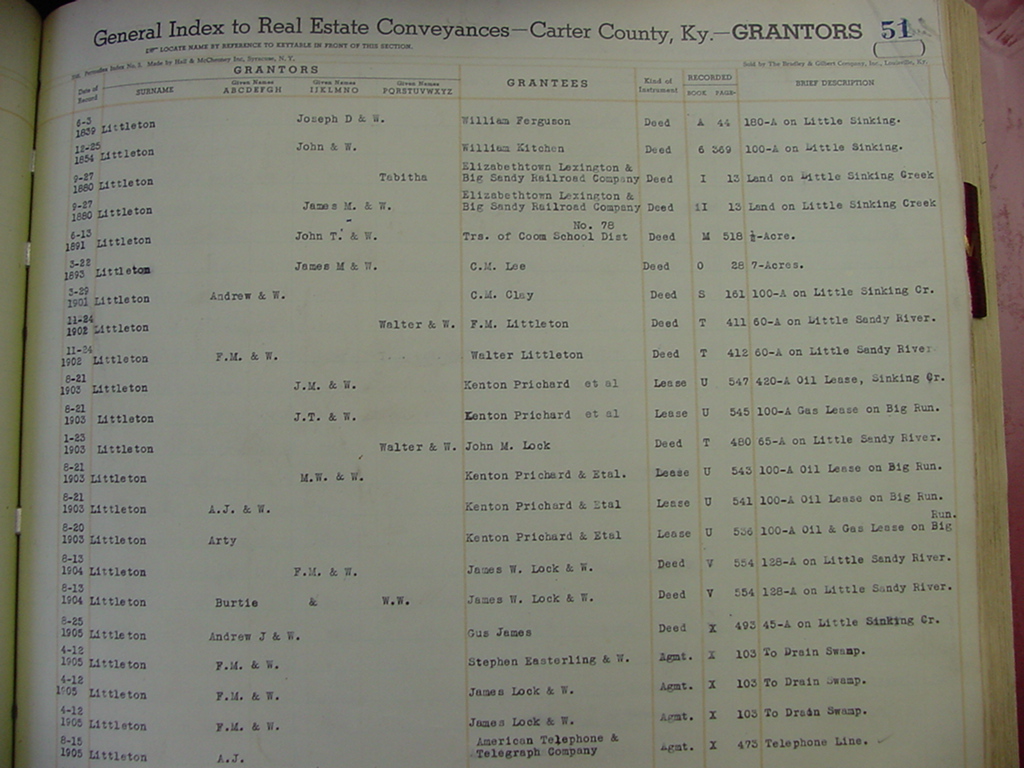 General Index to Real Estate Conveyances—Carter County, Ky.—GRANTORS 51
LOCATE NAME BY REFERENCE TO KEYTABLE IN FRONT OF THIS SECTION.
Made by Hall & McChesney Inc, Syracuse, N. Y. Sold by The Bradley & Gilbert Company, Inc., Louisville, Ky.
GRANTORS
Date of Record SURNAME Given Names ABCDEFGH Given Names IJKLMNO Given Names PQRSTUVWXYZ GRANTEES Kind of Instrument RECORDED BOOK PAGE BRIEF DESCRIPTION
6-3
1839 Littleton Joseph D & W. William Ferguson Deed A 44 180-A on Little Sinking.
12-25
1854 Littleton John & W. William Kitchen Deed 6 369 100-A on Little Sinking.
9-27 Elizabethtown Lexington &
1880 Littleton Tabitha Big Sandy Railroad Company Deed I 13 Land on Little Sinking Creek
9-27 Elizabethtown Lexington &
1880 Littleton James M. & W. Big Sandy Railroad Company Deed 1I 13 Land on Little Sinking Creek
6-13 No. 78
1891 Littleton John T. & W. Trs. of Coom School Dist Deed M 518 ½-Acre.
3-22
1893 Littleton James M & W. C.M. Lee Deed O 28 7-Acres.
3-29
1901 Littleton Andrew & W. C.M. Clay Deed S 161 100-A on Little Sinking Cr.
11-24
1902 Littleton Walter & W. F.M. Littleton Deed T 411 60-A on Little Sandy River.
11-24
1902 Littleton F.M. & W. Walter Littleton Deed T 412 60-A on Little Sandy River
8-21
1903 Littleton J.M. & W. Kenton Prichard et al Lease U 547 420-A Oil Lease, Sinking Cr.
8-21
1903 Littleton J.T. & W. Kenton Prichard et al Lease U 545 100-A Gas Lease on Big Run.
1-23
1903 Littleton Walter & W. John M. Lock Deed T 480 65-A on Little Sandy River.
8-21
1903 Littleton M.W. & W. Kenton Prichard & Etal. Lease U 543 100-A Oil Lease on Big Run.
8-21
1903 Littleton A.J. & W. Kenton Prichard & Etal Lease U 541 100-A Oil Lease on Big Run.
8-20 Run.
1903 Littleton Arty Kenton Prichard & Etal Lease U 536 100-A Oil & Gas Lease on Big
8-13
1904 Littleton F.M. & W. James W. Lock & W. Deed V 554 128-A on Little Sandy River.
8-13
1904 Littleton Burtie & W.W. James W. Lock & W. Deed V 554 128-A on Little Sandy River.
8-25
1905 Littleton Andrew J & W. Gus James Deed X 493 45-A on Little Sinking Cr.
4-12
1905 Littleton F.M. & W. Stephen Easterling & W. Agmt. X 103 To Drain Swamp.
4-12
1905 Littleton F.M. & W. James Lock & W. Agmt. X 103 To Drain Swamp.
4-12
1905 Littleton F.M. & W. James Lock & W. Agmt. X 103 To Drain Swamp.
8-15 American Telephone &
1905 Littleton A.J. Telegraph Company Agmt. X 473 Telephone Line.